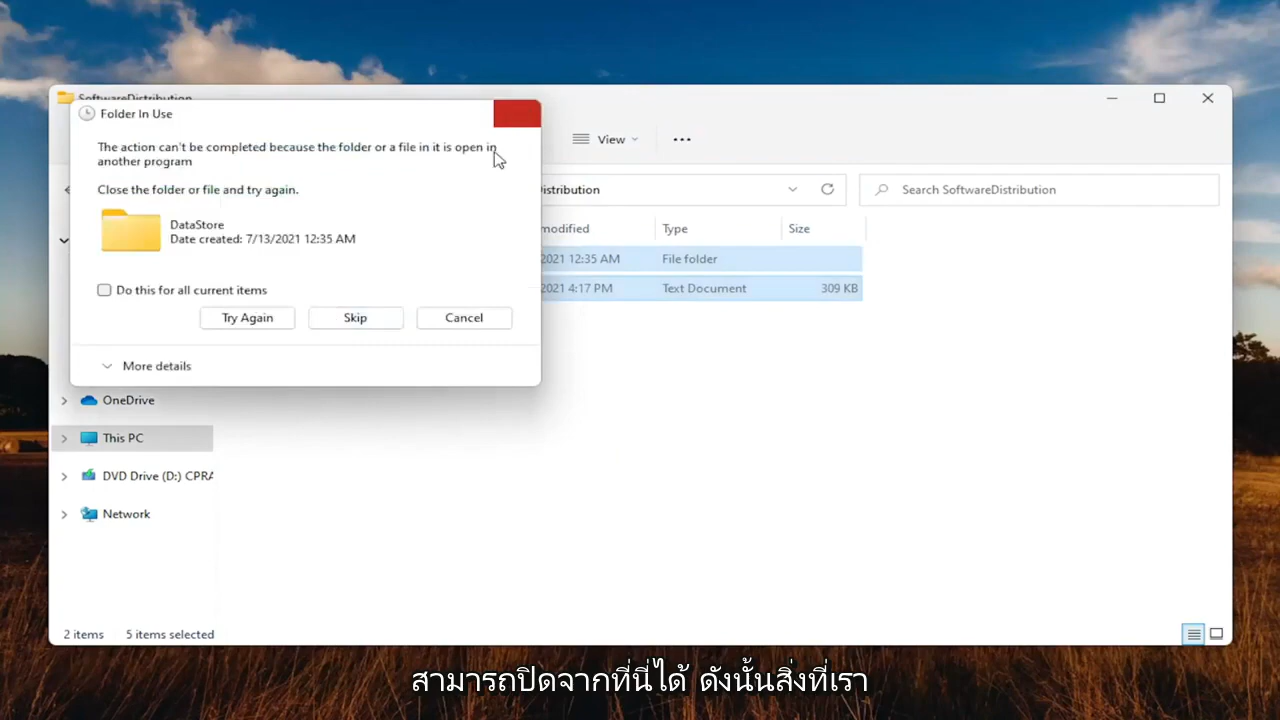 SoftwareDistribution
Folder In Use
The action can't be completed because the folder or a file in it is open in
another program
Close the folder or file and try again.
DataStore
Date created: 7/13/2021 12:35 AM
Do this for all current items
Try Again
Skip
Cancel
More details
View
Distribution
Search SoftwareDistribution
modified
Type
Size
2021 12:35 AM
File folder
2021 4:17 PM
Text Document
309 KB
OneDrive
This PC
DVD Drive (D:) CPRA
Network
2 items
5 items selected
สามารถปิดจากที่นี่ได้ ดังนั้นสิ่งที่เรา